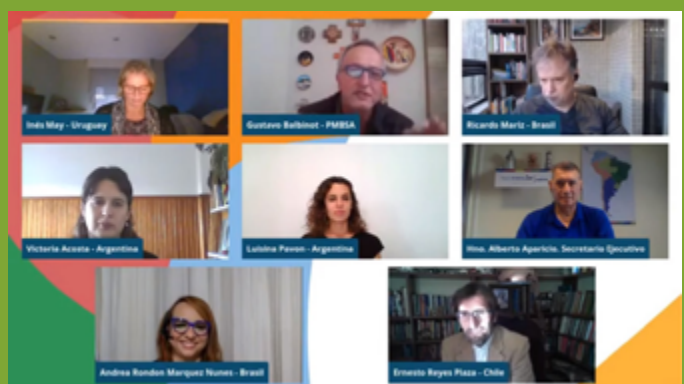 Inés May - Uruguay
Gustavo Balbinot - PMBSA
Ricardo Mariz - Brasil
Victoria Acosta - Argentina
Luisina Pavon - Argentina
Hno. Alberto Aparicio. Secretario Ejecutivo
Andrea Rondon Marquez Nunes - Brasil
Ernesto Reyes Plaza - Chile